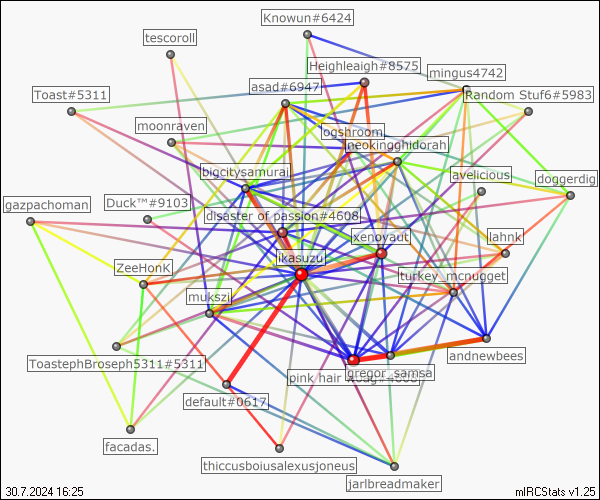 Knowun#6424
tescoroll
Heighleaigh#8575
mingus4742
asad#6947
Toast#5311
Random Stuf6#5983
moonraven
ogshroom.
neokingghidorah
bigcitysamurai
avelicious
doggerdig
gazpachoman
Duck™#9103
disaster of passion#4608
xenoyaut
lahnk
ikasuzu
ZeeHonK
turkey_mcnugget
mukszi
ToastephBroseph5311#5311
andnewbees
gregor_samsa
pink hair
default#0617
facadas.
thiccusboiusalexusjoneus
jarlbreadmaker
30.7.2024 16:25
mIRCStats v1.25